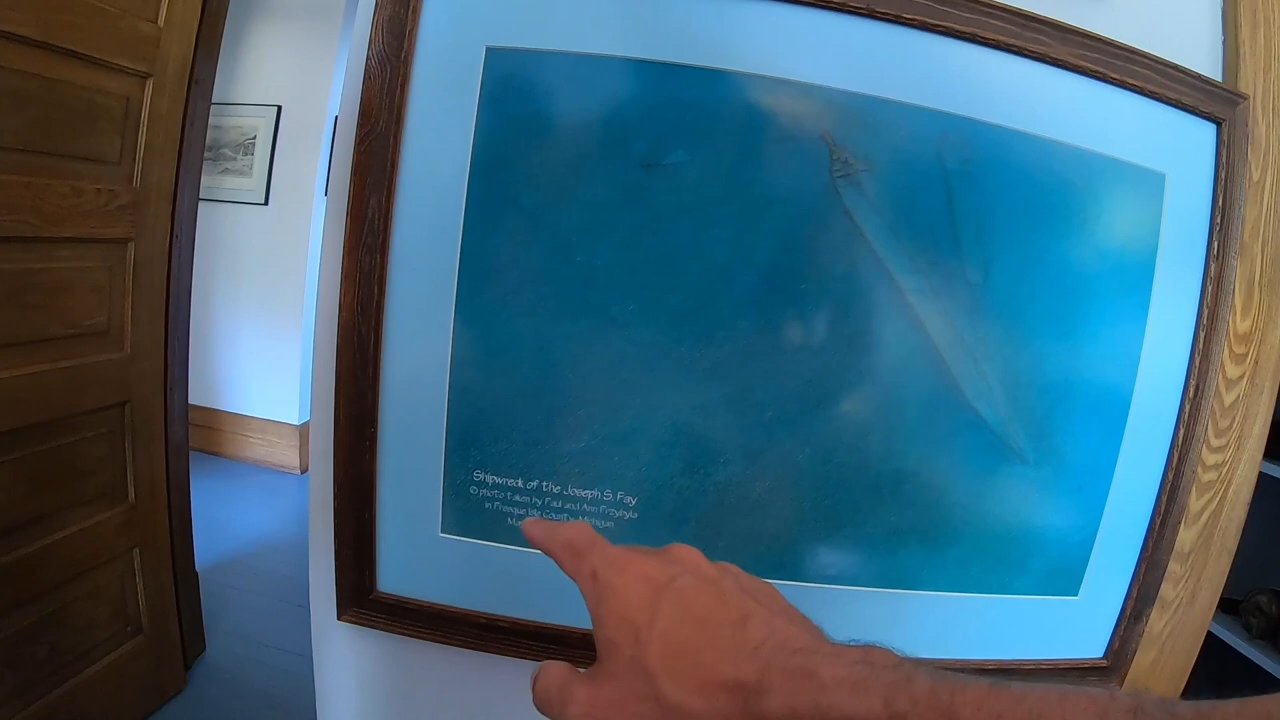 Shipwreck of the Joseph S. Fay
© photo taken by Paul and Ann Przybyla
in Presque Isle County, Michigan